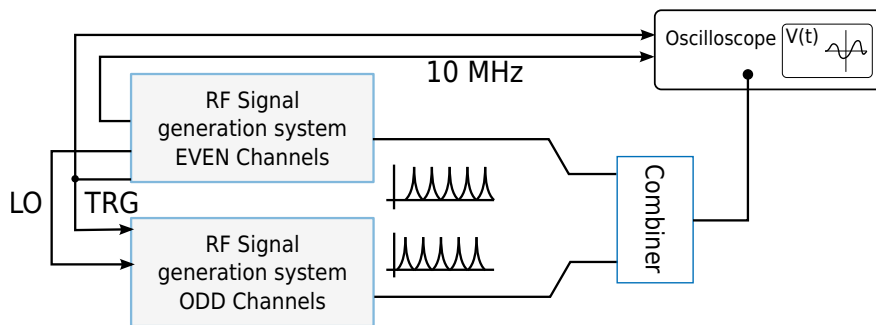 Oscilloscope
V(t)
10 MHz
RF Signal
generation system
EVEN Channels
LO
TRG
RF Signal
generation system
ODD Channels
Combiner